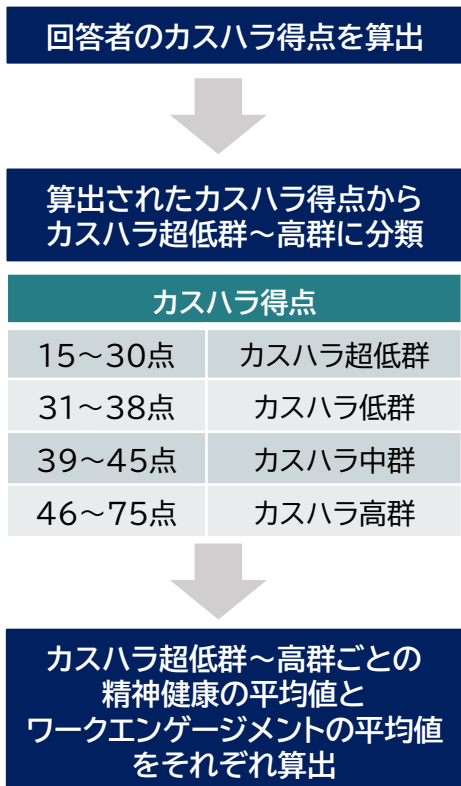 回答者のカスハラ得点を算出
算出されたカスハラ得点から
カスハラ超低群～高群に分類
カスハラ得点
15～30点 カスハラ超低群
31～38点 カスハラ低群
39～45点 カスハラ中群
46～75点 カスハラ高群
カスハラ超低群～高群ごとの
精神健康の平均値と
ワークエンゲージメントの平均値
をそれぞれ算出